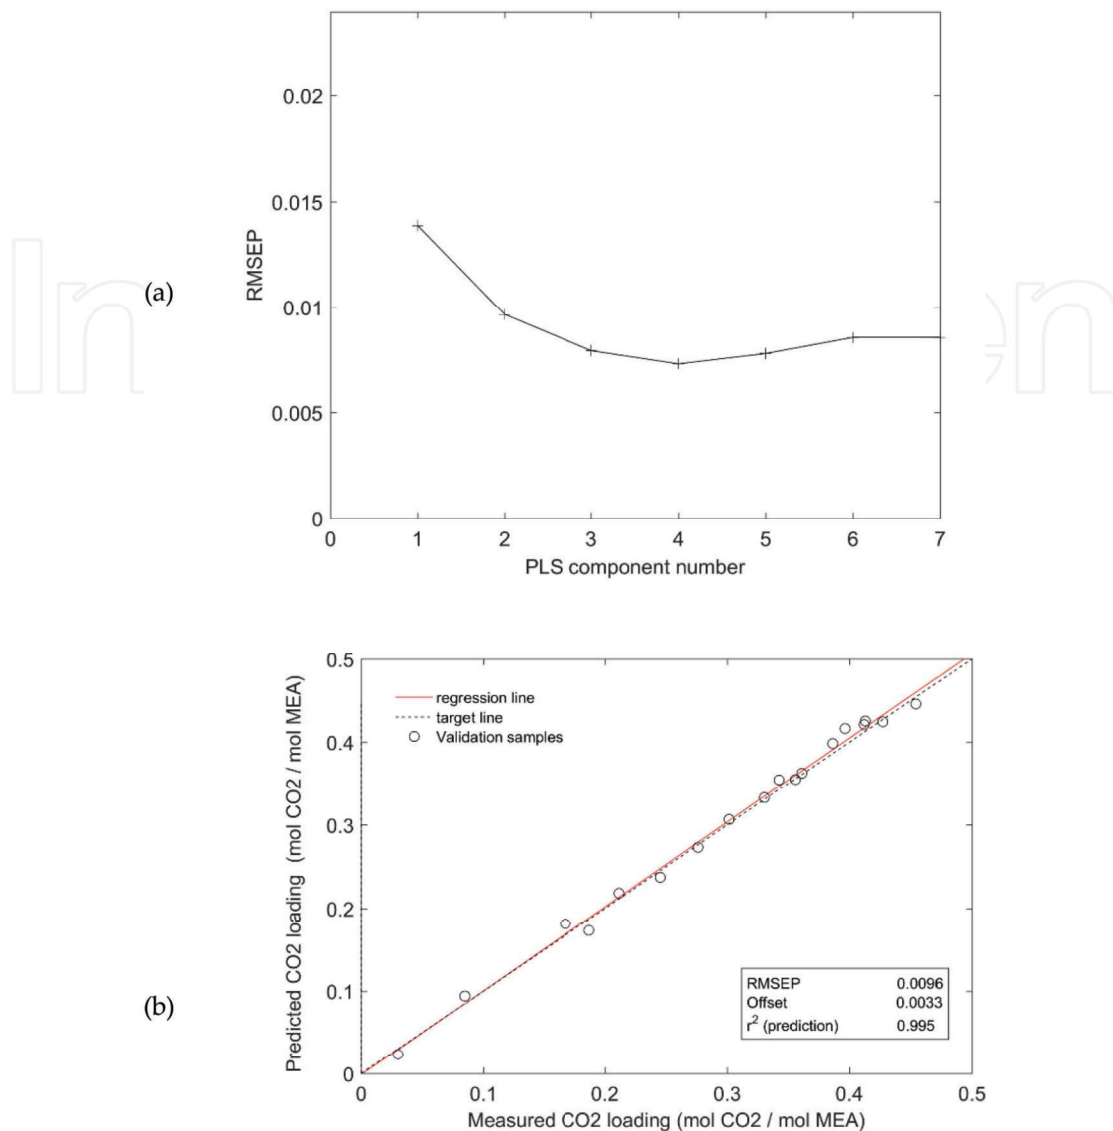 0.02
0.015
0.01
0.005
0
RMSEP
(a)
0 1 2 3 4 5 6 7
PLS component number
0.5
0.4
0.3
0.2
0.1
0
Predicted CO2 loading (mol CO2 / mol MEA)
regression line
target line
Validation samples
RMSEP 0.0096
Offset 0.0033
r² (prediction) 0.995
(b)
0 0.1 0.2 0.3 0.4 0.5
Measured CO2 loading (mol CO2 / mol MEA)
In
en